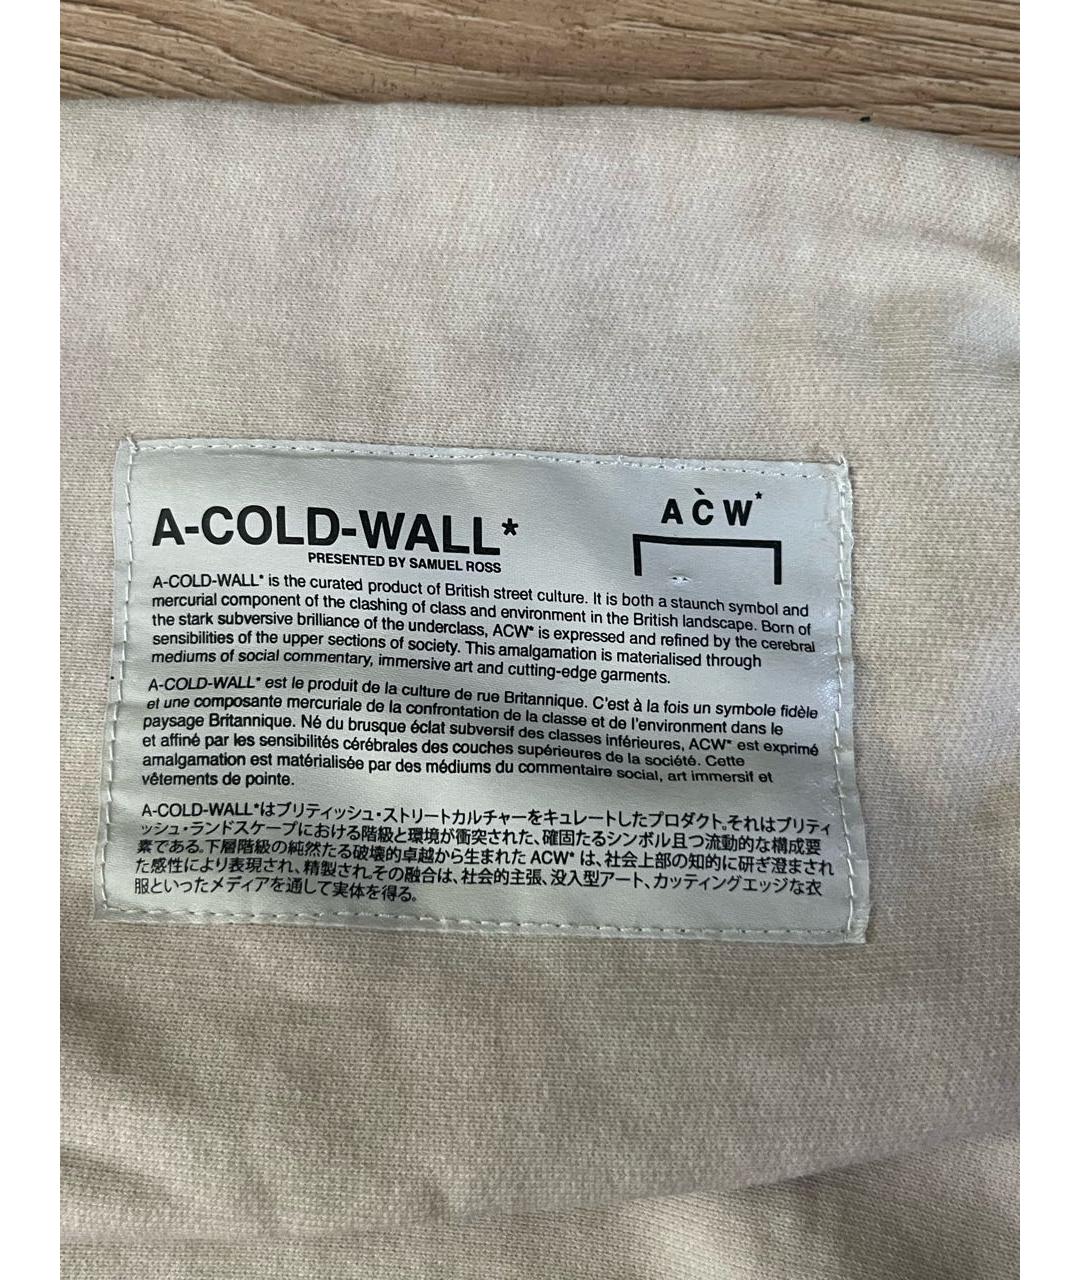 A-COLD-WALL*
PRESENTED BY SAMUEL ROSS
AĊ̀W*
A-COLD-WALL* is the curated product of British street culture. It is both a staunch symbol and
mercurial component of the clashing of class and environment in the British landscape. Born of
the stark subversive brilliance of the underclass, ACW* is expressed and refined by the cerebral
sensibilities of the upper sections of society. This amalgamation is materialised through
mediums of social commentary, immersive art and cutting-edge garments.
A-COLD-WALL* est le produit de la culture de rue Britannique. C'est à la fois un symbole fidèle
et une composante mercuriale de la confrontation de la classe et de l'environment dans le
paysage Britannique. Né du brusque éclat subversif des classes inférieures, ACW* est exprimé
et affiné par les sensibilités cérébrales des couches supérieures de la société. Cette
amalgamation est matérialisée par des médiums du commentaire social, art immersif et
vêtements de pointe.
A-COLD-WALL*はブリティッシュ・ストリートカルチャーをキュレートしたプロダクト。それはブリティ
ッシュ・ランドスケープにおける階級と環境が衝突された、確固たるシンボル且つ流動的な構成要
素である。下層階級の純然たる破壊的卓越から生まれた ACW* は、社会上部の知的に研ぎ澄まされ
た感性により表現され、精製され。その融合は、社会的主張、没入型アート、カッティングエッジな衣
服といったメディアを通して実体を得る。